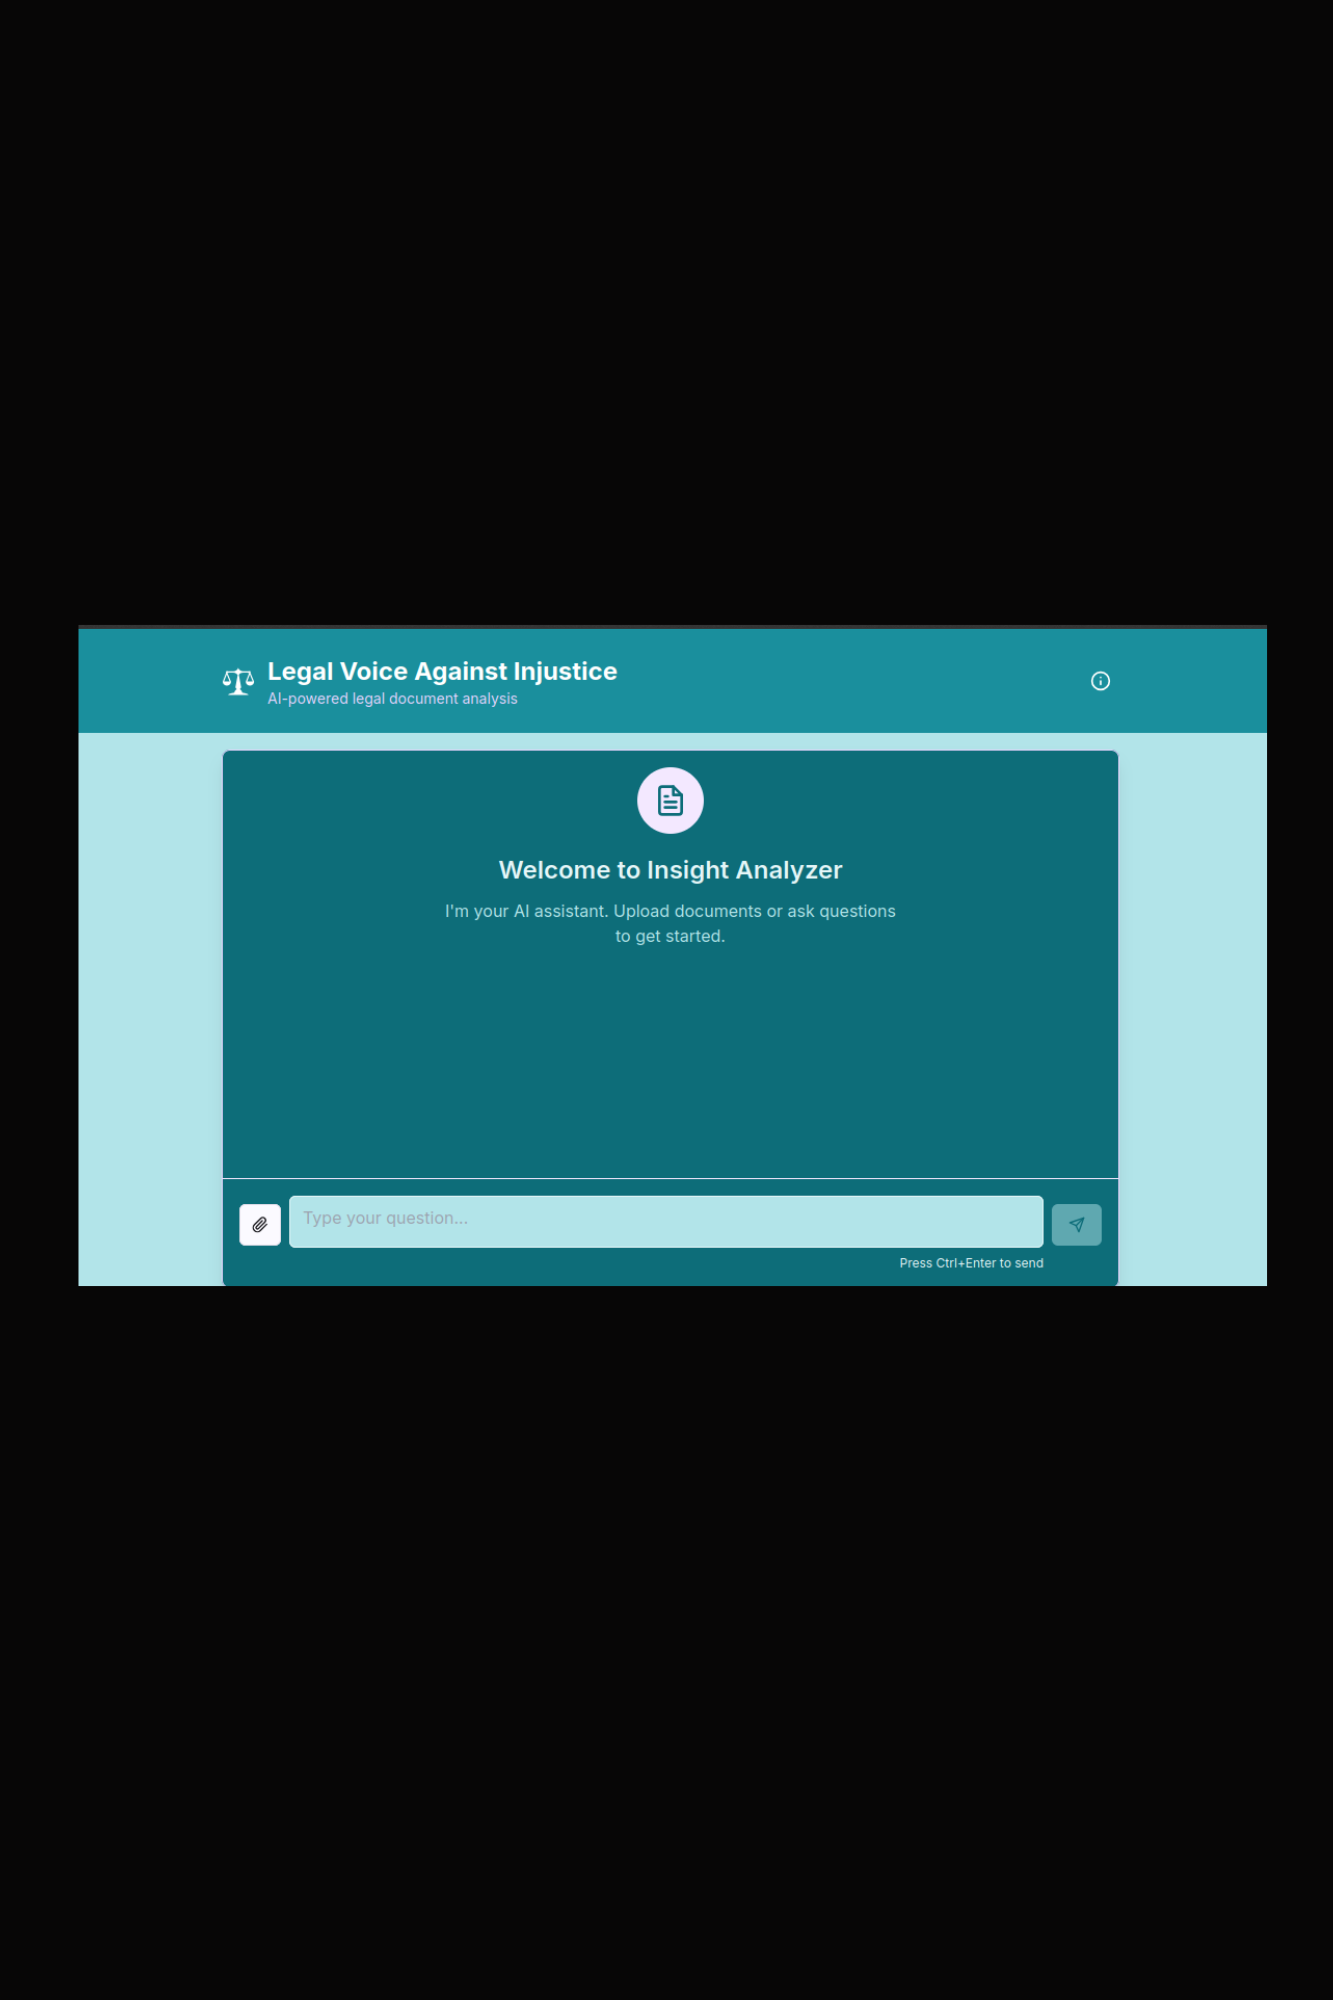 Legal Voice Against Injustice
AI-powered legal document analysis
Welcome to Insight Analyzer
I'm your AI assistant. Upload documents or ask questions
to get started.
Type your question...
Press Ctrl+Enter to send